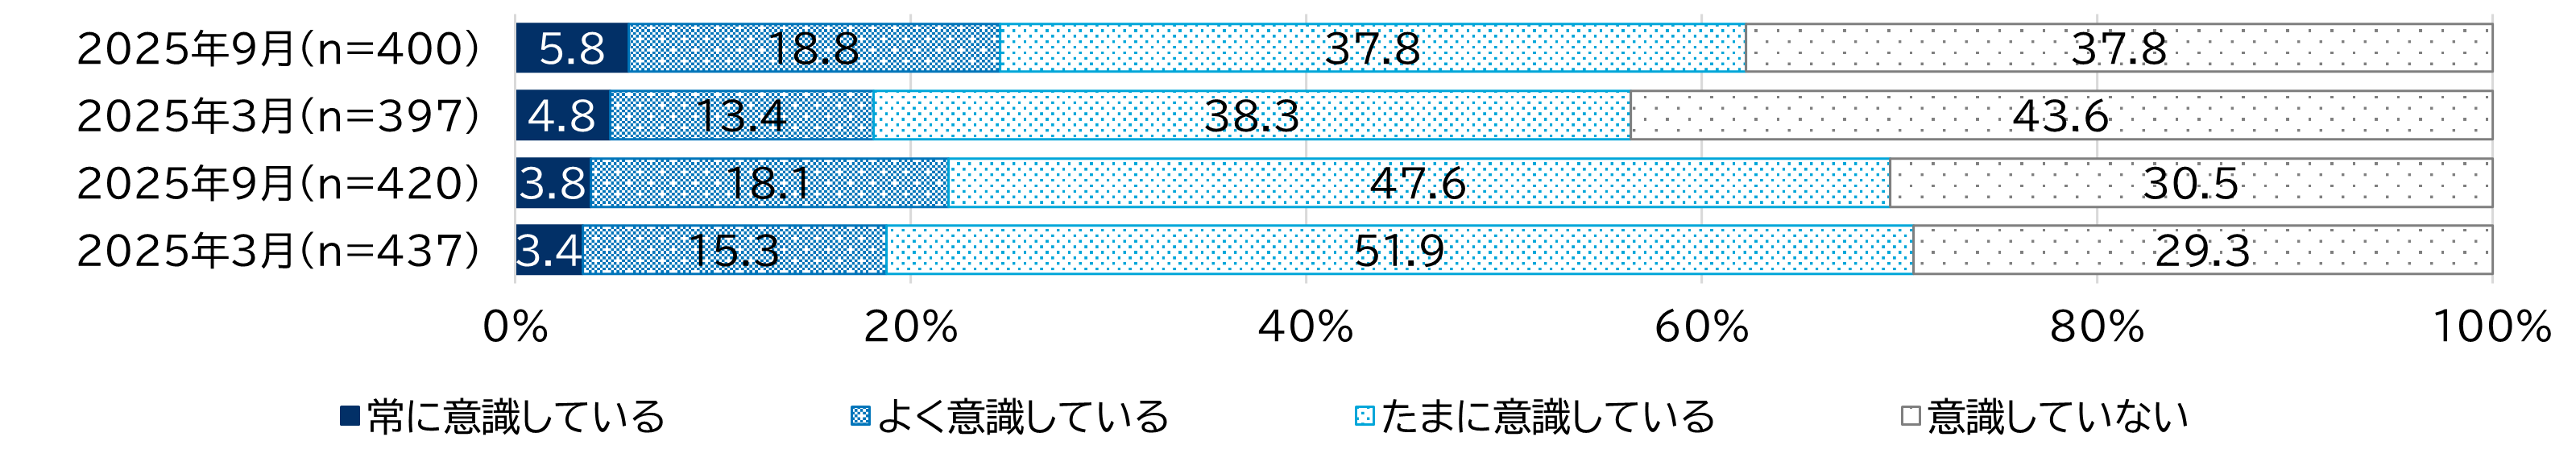 2025年9月(n=400) 5.8 18.8 37.8 37.8
2025年3月(n=397) 4.8 13.4 38.3 43.6
2025年9月(n=420) 3.8 18.1 47.6 30.5
2025年3月(n=437) 3.4 15.3 51.9 29.3
0% 20% 40% 60% 80% 100%
常に意識している よく意識している たまに意識している 意識していない